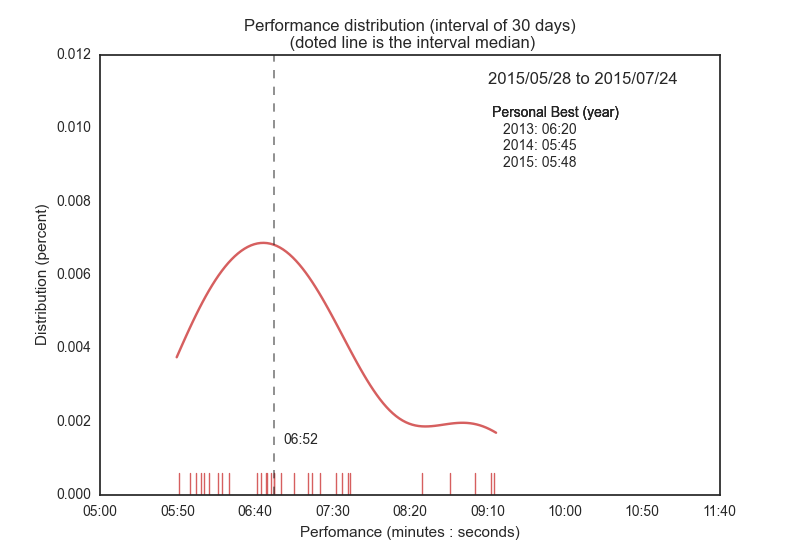 Performance distribution (interval of 30 days)
(doted line is the interval median)
2015/05/28 to 2015/07/24
Personal Best (year)
2013: 06:20
2014: 05:45
2015: 05:48
Distribution (percent)
0.012
0.010
0.008
0.006
0.004
0.002
0.000
06:52
05:00 05:50 06:40 07:30 08:20 09:10 10:00 10:50 11:40
Perfomance (minutes : seconds)